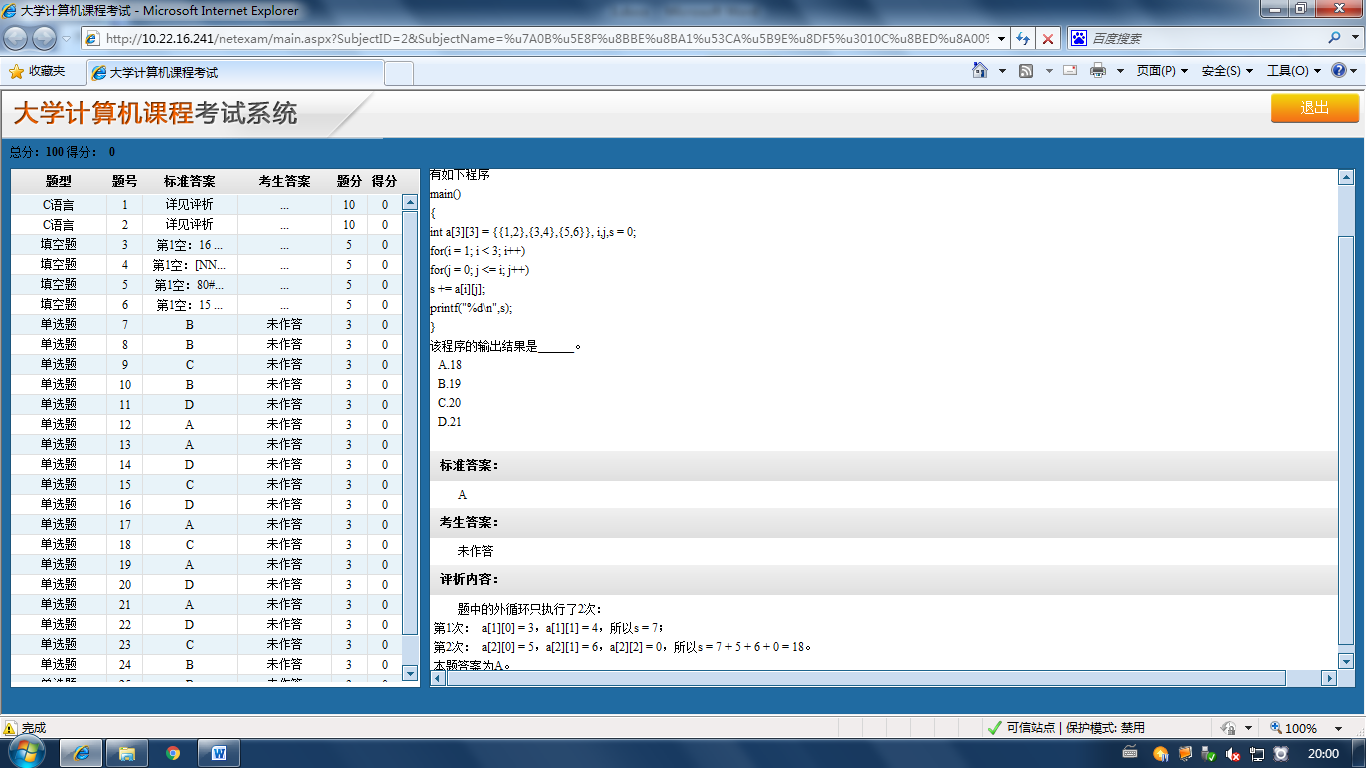 大学计算机课程考试 - Microsoft Internet Explorer
http://10.22.16.241/netexam/main.aspx?SubjectID=2&SubjectName=%u7A0B%u5E8F%u8BBE%u8BA1%u53CA%u5B9E%u8DF5%u3010C%u8BED%u8A00%
百度搜索
收藏夹
大学计算机课程考试
页面(P)
安全(S)
工具(O)
大学计算机课程考试系统
退出
总分：100 得分： 0
题型 题号 标准答案 考生答案 题分 得分
C语言 1 详见评析 ... 10 0
C语言 2 详见评析 ... 10 0
填空题 3 第1空：16 ... ... 5 0
填空题 4 第1空：[NN... ... 5 0
填空题 5 第1空：80#... ... 5 0
填空题 6 第1空：15 ... ... 5 0
单选题 7 B 未作答 3 0
单选题 8 B 未作答 3 0
单选题 9 C 未作答 3 0
单选题 10 B 未作答 3 0
单选题 11 D 未作答 3 0
单选题 12 A 未作答 3 0
单选题 13 A 未作答 3 0
单选题 14 D 未作答 3 0
单选题 15 C 未作答 3 0
单选题 16 D 未作答 3 0
单选题 17 A 未作答 3 0
单选题 18 C 未作答 3 0
单选题 19 A 未作答 3 0
单选题 20 D 未作答 3 0
单选题 21 A 未作答 3 0
单选题 22 D 未作答 3 0
单选题 23 C 未作答 3 0
单选题 24 B 未作答 3 0
有如下程序
main()
{
int a[3][3] = {{1,2},{3,4},{5,6}}, i,j,s = 0;
for(i = 1; i < 3; i++)
for(j = 0; j <= i; j++)
s += a[i][j];
printf("%d\n",s);
}
该程序的输出结果是______。
A.18
B.19
C.20
D.21
标准答案：
A
考生答案：
未作答
评析内容：
题中的外循环只执行了2次：
第1次： a[1][0] = 3，a[1][1] = 4，所以s = 7；
第2次： a[2][0] = 5，a[2][1] = 6，a[2][2] = 0，所以s = 7 + 5 + 6 + 0 = 18。
本题答案为A。
完成
可信站点 | 保护模式: 禁用
100%
20:00